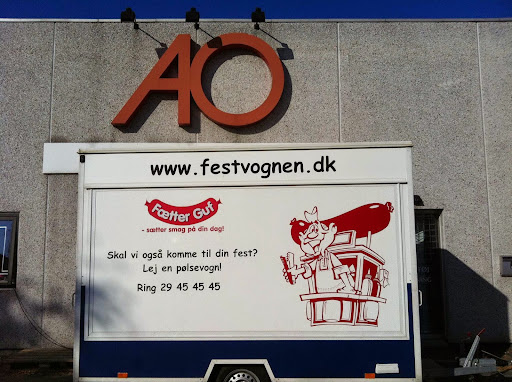 AO
www.festvognen.dk
Fætter Guf
- sætter smag på din dag!
Skal vi også komme til din fest?
Lej en pølsevogn!
Ring 29 45 45 45